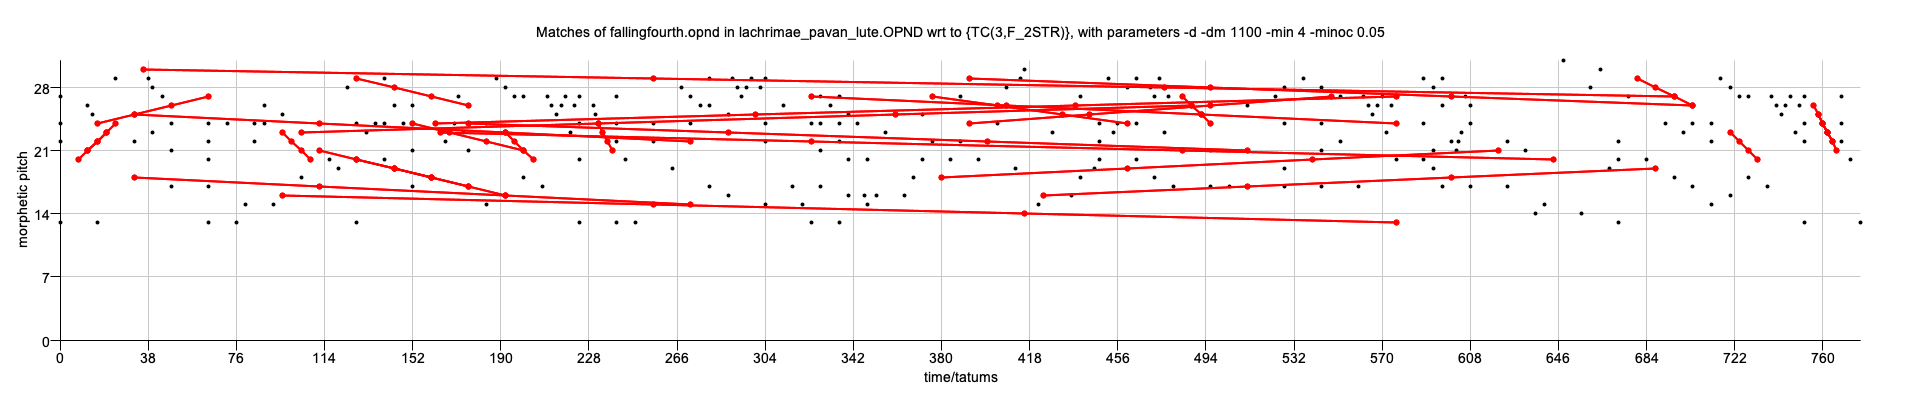 Matches of fallingfourth.opnd in lachrimae_pavan_lute.OPND wrt to {TC(3,F_2STR)}, with parameters -d -dm 1100 -min 4 -minoc 0.05
morphetic pitch
28
21
14
7
0
0 38 76 114 152 190 228 266 304 342 380 418 456 494 532 570 608 646 684 722 760
time/tatums